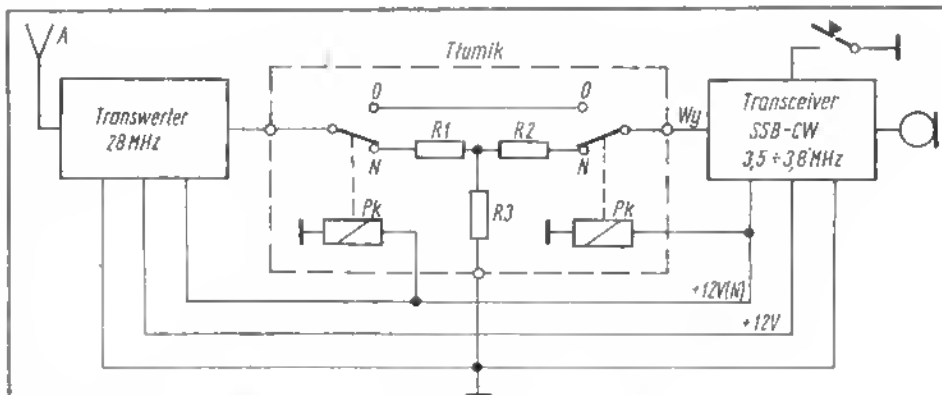 A
Tłumik
Transwerter
28 MHz
0
0
N
R1
R2
N
Wy
Transceiver
SSB-CW
3,5 ÷ 3,8 MHz
Pk
R3
Pk
+12V(N)
+12V